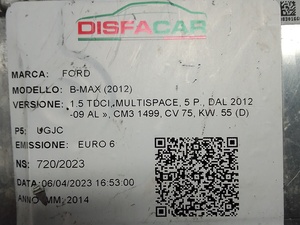 DISFACAR
MARCA: FORD
MODELLO: B-MAX (2012)
VERSIONE: 1.5 TDCI, MULTISPACE, 5 P., DAL 2012
-09 AL », CM3 1499, CV 75, KW. 55 (D)
P5: UGJC
EMISSIONE: EURO 6
NS: 720/2023
DATA: 06/04/2023 16:53:00
ANNO IMM. 2014